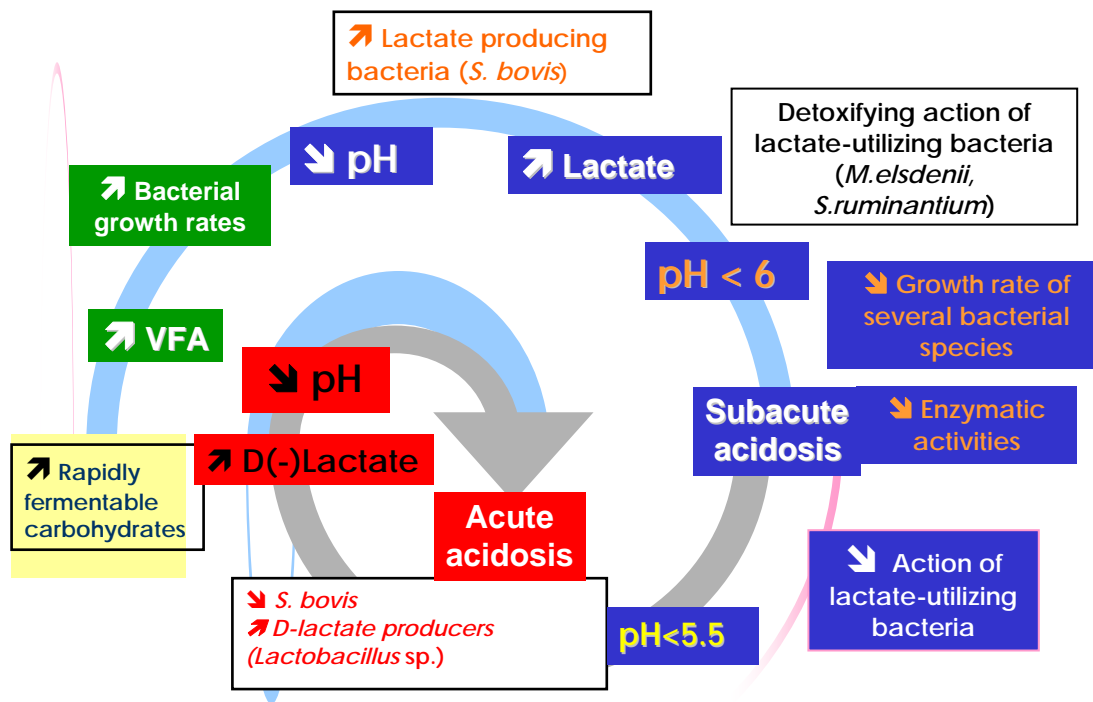 ↗ Lactate producing
bacteria (S. bovis)
Detoxifying action of
lactate-utilizing bacteria
(M.elsdenii,
S.ruminantium)
↘ pH
↗ Lactate
↗ Bacterial
growth rates
pH < 6
↘ Growth rate of
several bacterial
species
↗ VFA
↘ pH
Subacute
acidosis
↘ Enzymatic
activities
↗ Rapidly
fermentable
carbohydrates
↗ D(-)Lactate
Acute
acidosis
↘ Action of
lactate-utilizing
bacteria
↘ S. bovis
↗ D-lactate producers
(Lactobacillus sp.)
pH<5.5